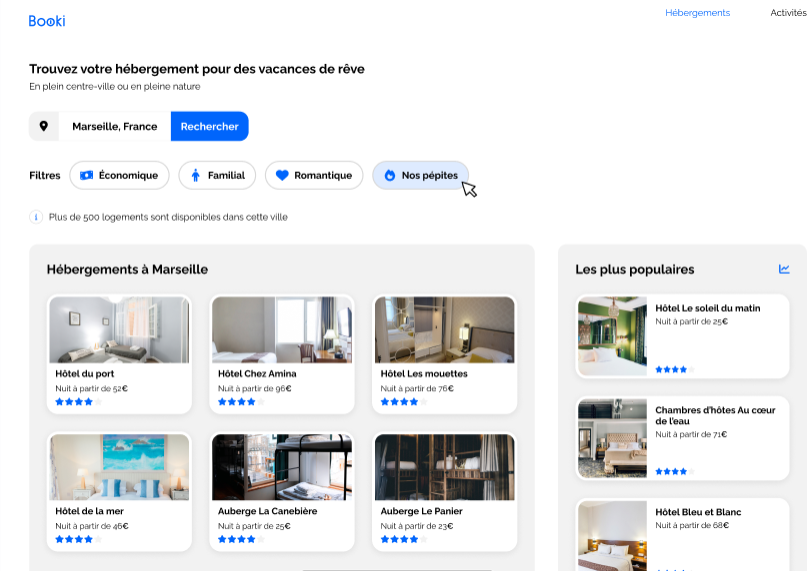 Booki
Hébergements
Activités
Trouvez votre hébergement pour des vacances de rêve
En plein centre-ville ou en pleine nature
Marseille, France
Rechercher
Filtres
Économique
Familial
Romantique
Nos pépites
Plus de 500 logements sont disponibles dans cette ville
Hébergements à Marseille
Hôtel du port
Nuit à partir de 52€
Hôtel Chez Amina
Nuit à partir de 96€
Hôtel Les mouettes
Nuit à partir de 76€
Hôtel de la mer
Nuit à partir de 46€
Auberge La Canebière
Nuit à partir de 25€
Auberge Le Panier
Nuit à partir de 23€
Les plus populaires
Hôtel Le soleil du matin
Nuit à partir de 25€
Chambres d'hôtes Au cœur
de l'eau
Nuit à partir de 71€
Hôtel Bleu et Blanc
Nuit à partir de 68€